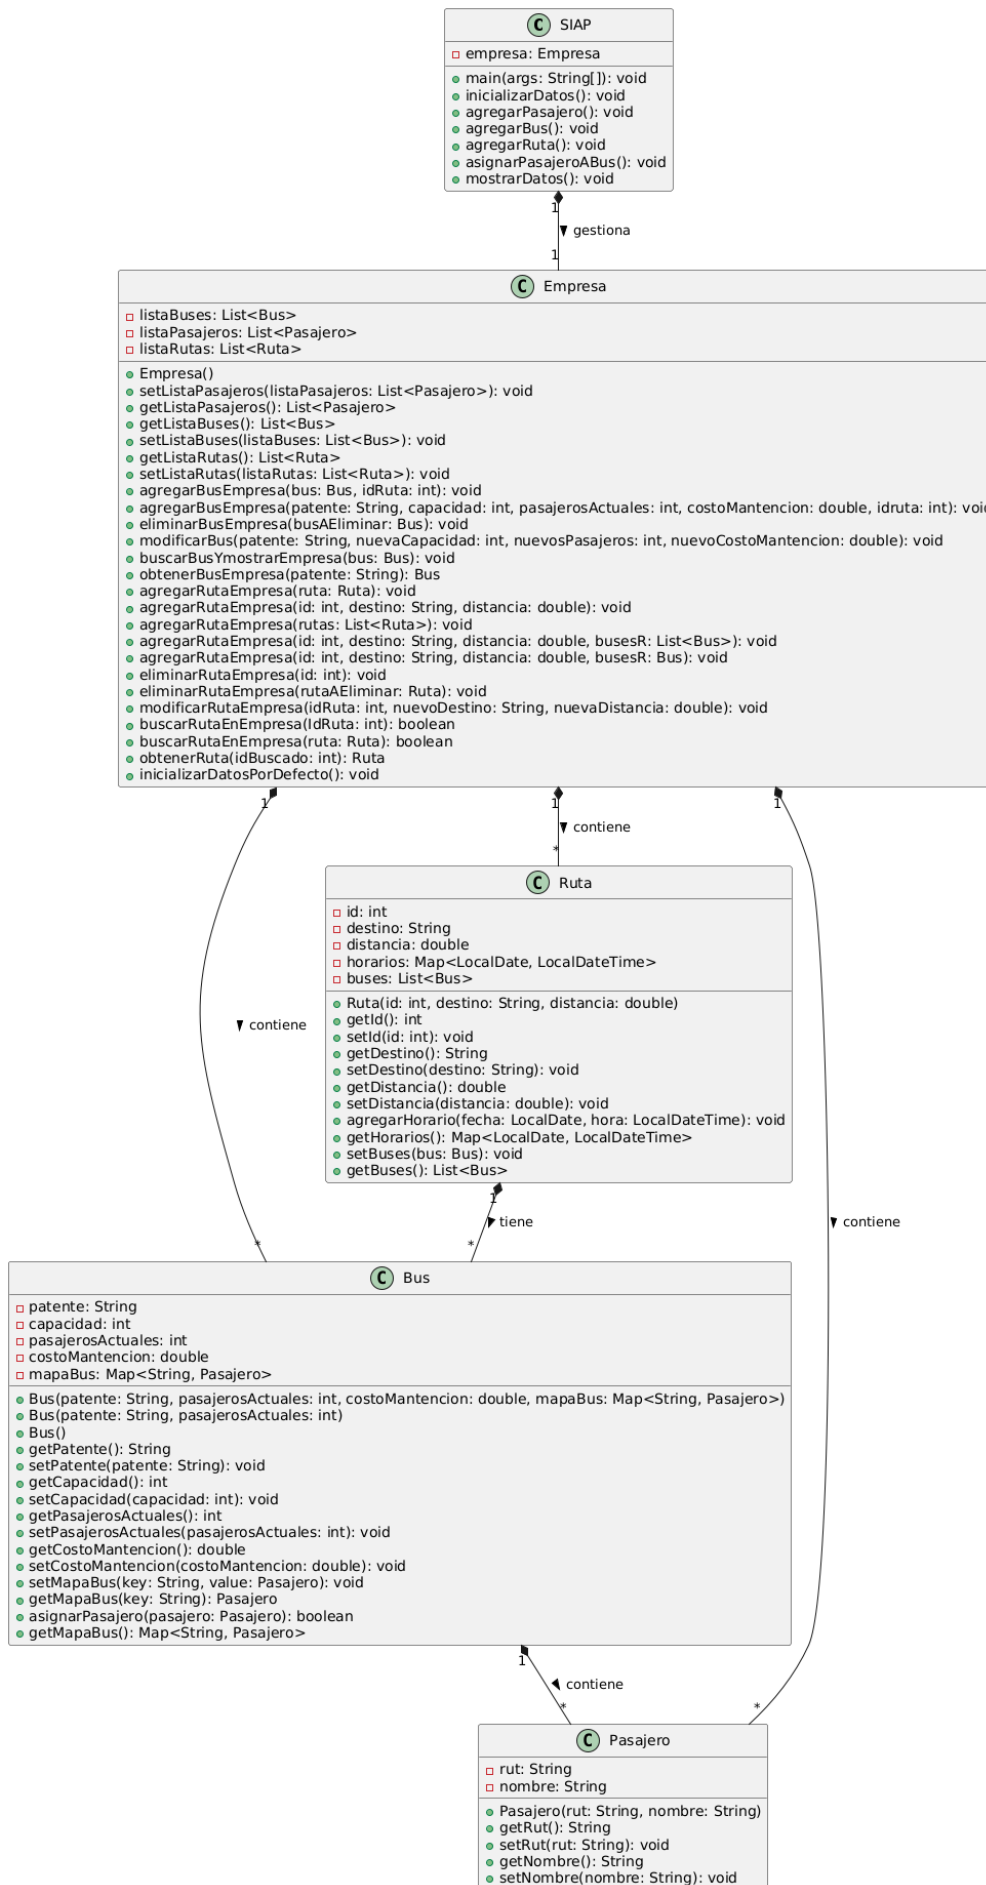 C SIAP
empresa: Empresa
main(args: String[]): void
inicializarDatos(): void
agregarPasajero(): void
agregarBus(): void
agregarRuta(): void
asignarPasajeroABus(): void
mostrarDatos(): void
1
gestiona
1
C Empresa
listaBuses: List<Bus>
listaPasajeros: List<Pasajero>
listaRutas: List<Ruta>
Empresa()
setListaPasajeros(listaPasajeros: List<Pasajero>): void
getListaPasajeros(): List<Pasajero>
getListaBuses(): List<Bus>
setListaBuses(listaBuses: List<Bus>): void
getListaRutas(): List<Ruta>
setListaRutas(listaRutas: List<Ruta>): void
agregarBusEmpresa(bus: Bus, idRuta: int): void
agregarBusEmpresa(patente: String, capacidad: int, pasajerosActuales: int, costoMantencion: double, idruta: int): void
eliminarBusEmpresa(busAEliminar: Bus): void
modificarBus(patente: String, nuevaCapacidad: int, nuevosPasajeros: int, nuevoCostoMantencion: double): void
buscarBusYmostrarEmpresa(bus: Bus): void
obtenerBusEmpresa(patente: String): Bus
agregarRutaEmpresa(ruta: Ruta): void
agregarRutaEmpresa(id: int, destino: String, distancia: double): void
agregarRutaEmpresa(rutas: List<Ruta>): void
agregarRutaEmpresa(id: int, destino: String, distancia: double, busesR: List<Bus>): void
agregarRutaEmpresa(id: int, destino: String, distancia: double, busesR: Bus): void
eliminarRutaEmpresa(id: int): void
eliminarRutaEmpresa(rutaAEliminar: Ruta): void
modificarRutaEmpresa(idRuta: int, nuevoDestino: String, nuevaDistancia: double): void
buscarRutaEnEmpresa(IdRuta: int): boolean
buscarRutaEnEmpresa(ruta: Ruta): boolean
obtenerRuta(idBuscado: int): Ruta
inicializarDatosPorDefecto(): void
1 1 1
contiene
*
C Ruta
id: int
destino: String
distancia: double
horarios: Map<LocalDate, LocalDateTime>
buses: List<Bus>
Ruta(id: int, destino: String, distancia: double)
getId(): int
setId(id: int): void
getDestino(): String
setDestino(destino: String): void
getDistancia(): double
setDistancia(distancia: double): void
agregarHorario(fecha: LocalDate, hora: LocalDateTime): void
getHorarios(): Map<LocalDate, LocalDateTime>
setBuses(bus: Bus): void
getBuses(): List<Bus>
contiene
1
tiene
contiene
* *
C Bus
patente: String
capacidad: int
pasajerosActuales: int
costoMantencion: double
mapaBus: Map<String, Pasajero>
Bus(patente: String, pasajerosActuales: int, costoMantencion: double, mapaBus: Map<String, Pasajero>)
Bus(patente: String, pasajerosActuales: int)
Bus()
getPatente(): String
setPatente(patente: String): void
getCapacidad(): int
setCapacidad(capacidad: int): void
getPasajerosActuales(): int
setPasajerosActuales(pasajerosActuales: int): void
getCostoMantencion(): double
setCostoMantencion(costoMantencion: double): void
setMapaBus(key: String, value: Pasajero): void
getMapaBus(key: String): Pasajero
asignarPasajero(pasajero: Pasajero): boolean
getMapaBus(): Map<String, Pasajero>
1
contiene
* *
C Pasajero
rut: String
nombre: String
Pasajero(rut: String, nombre: String)
getRut(): String
setRut(rut: String): void
getNombre(): String
setNombre(nombre: String): void